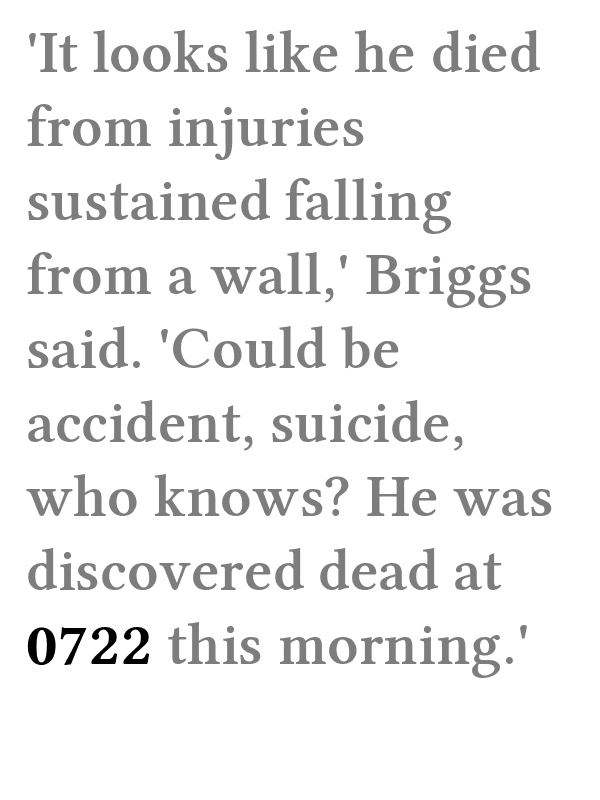 'It looks like he died
from injuries
sustained falling
from a wall,' Briggs
said. 'Could be
accident, suicide,
who knows? He was
discovered dead at
0722 this morning.'